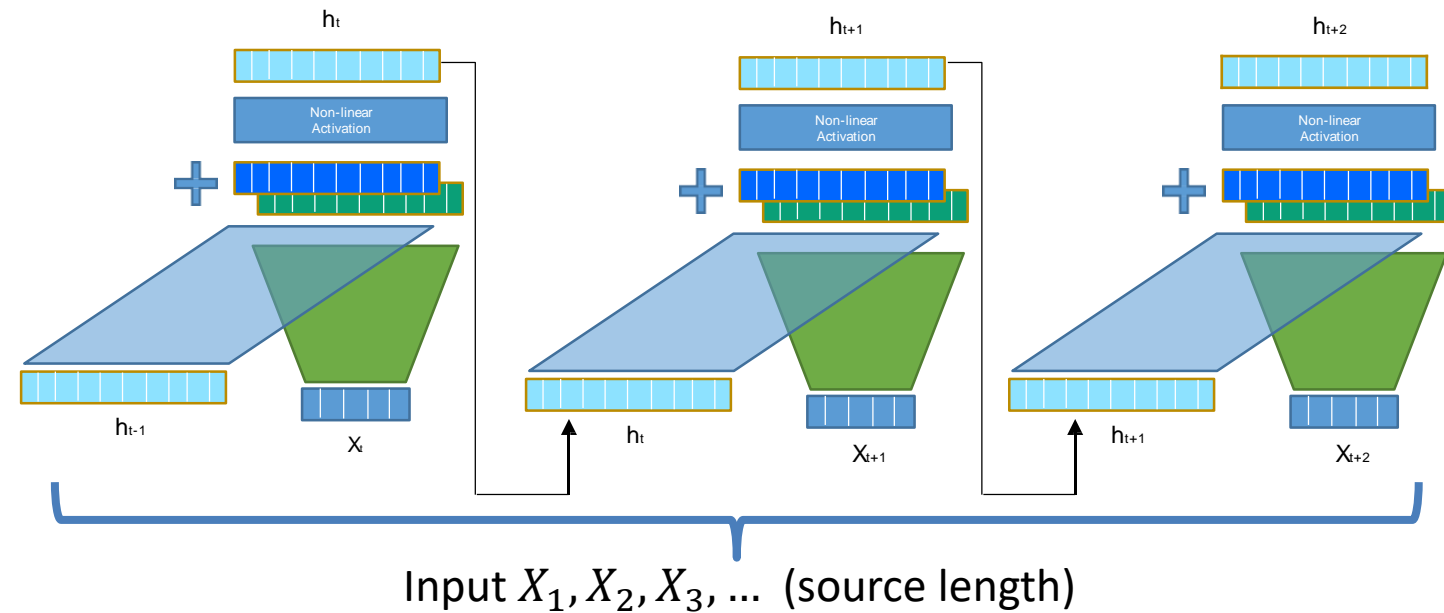 hₜ
hₜ₊₁
hₜ₊₂
Non-linear
Activation
Non-linear
Activation
Non-linear
Activation
hₜ₋₁
Xₜ
hₜ
Xₜ₊₁
hₜ₊₁
Xₜ₊₂
Input X₁, X₂, X₃, … (source length)